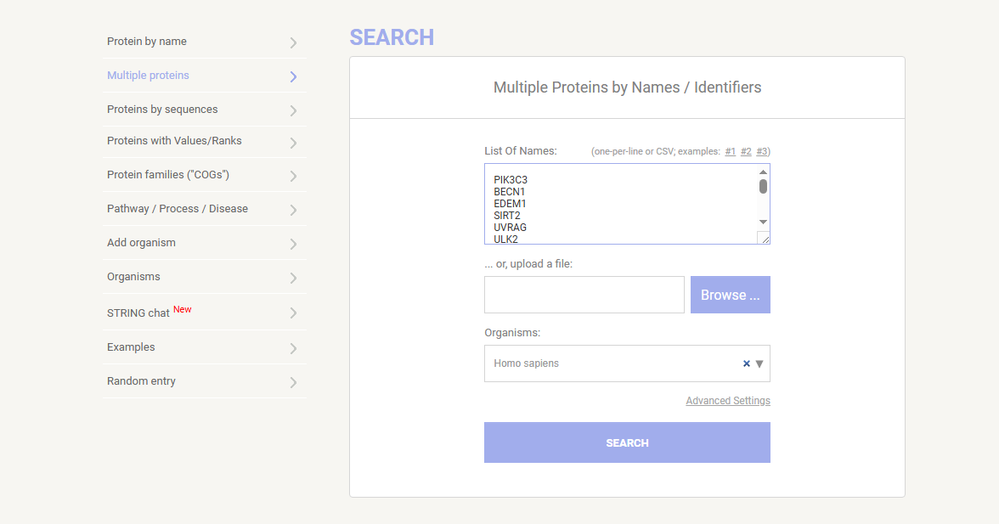 Protein by name
Multiple proteins
Proteins by sequences
Proteins with Values/Ranks
Protein families ("COGs")
Pathway / Process / Disease
Add organism
Organisms
STRING chat New
Examples
Random entry
SEARCH
Multiple Proteins by Names / Identifiers
List Of Names: (one-per-line or CSV; examples: #1 #2 #3)
PIK3C3
BECN1
EDEM1
SIRT2
UVRAG
ULK2
... or, upload a file:
Browse ...
Organisms:
Homo sapiens
Advanced Settings
SEARCH